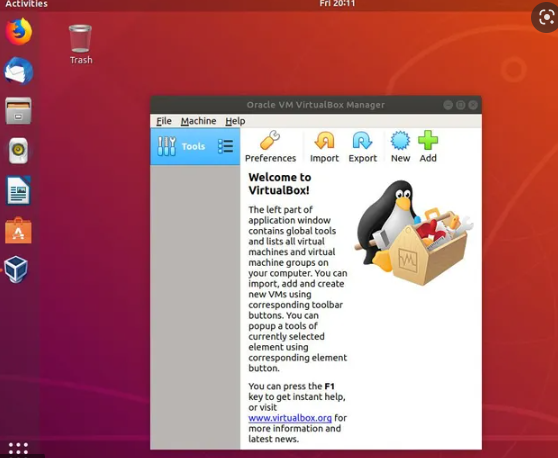 Activities
Fri 20:11
Trash
Oracle VM VirtualBox Manager
File Machine Help
Tools
Preferences Import Export New Add
Welcome to
VirtualBox!
The left part of
application window
contains global tools
and lists all virtual
machines and virtual
machine groups on
your computer. You can
import, add and create
new VMs using
corresponding toolbar
buttons. You can
popup a tools of
currently selected
element using
corresponding element
button.
You can press the F1
key to get instant help,
or visit
www.virtualbox.org for
more information and
latest news.